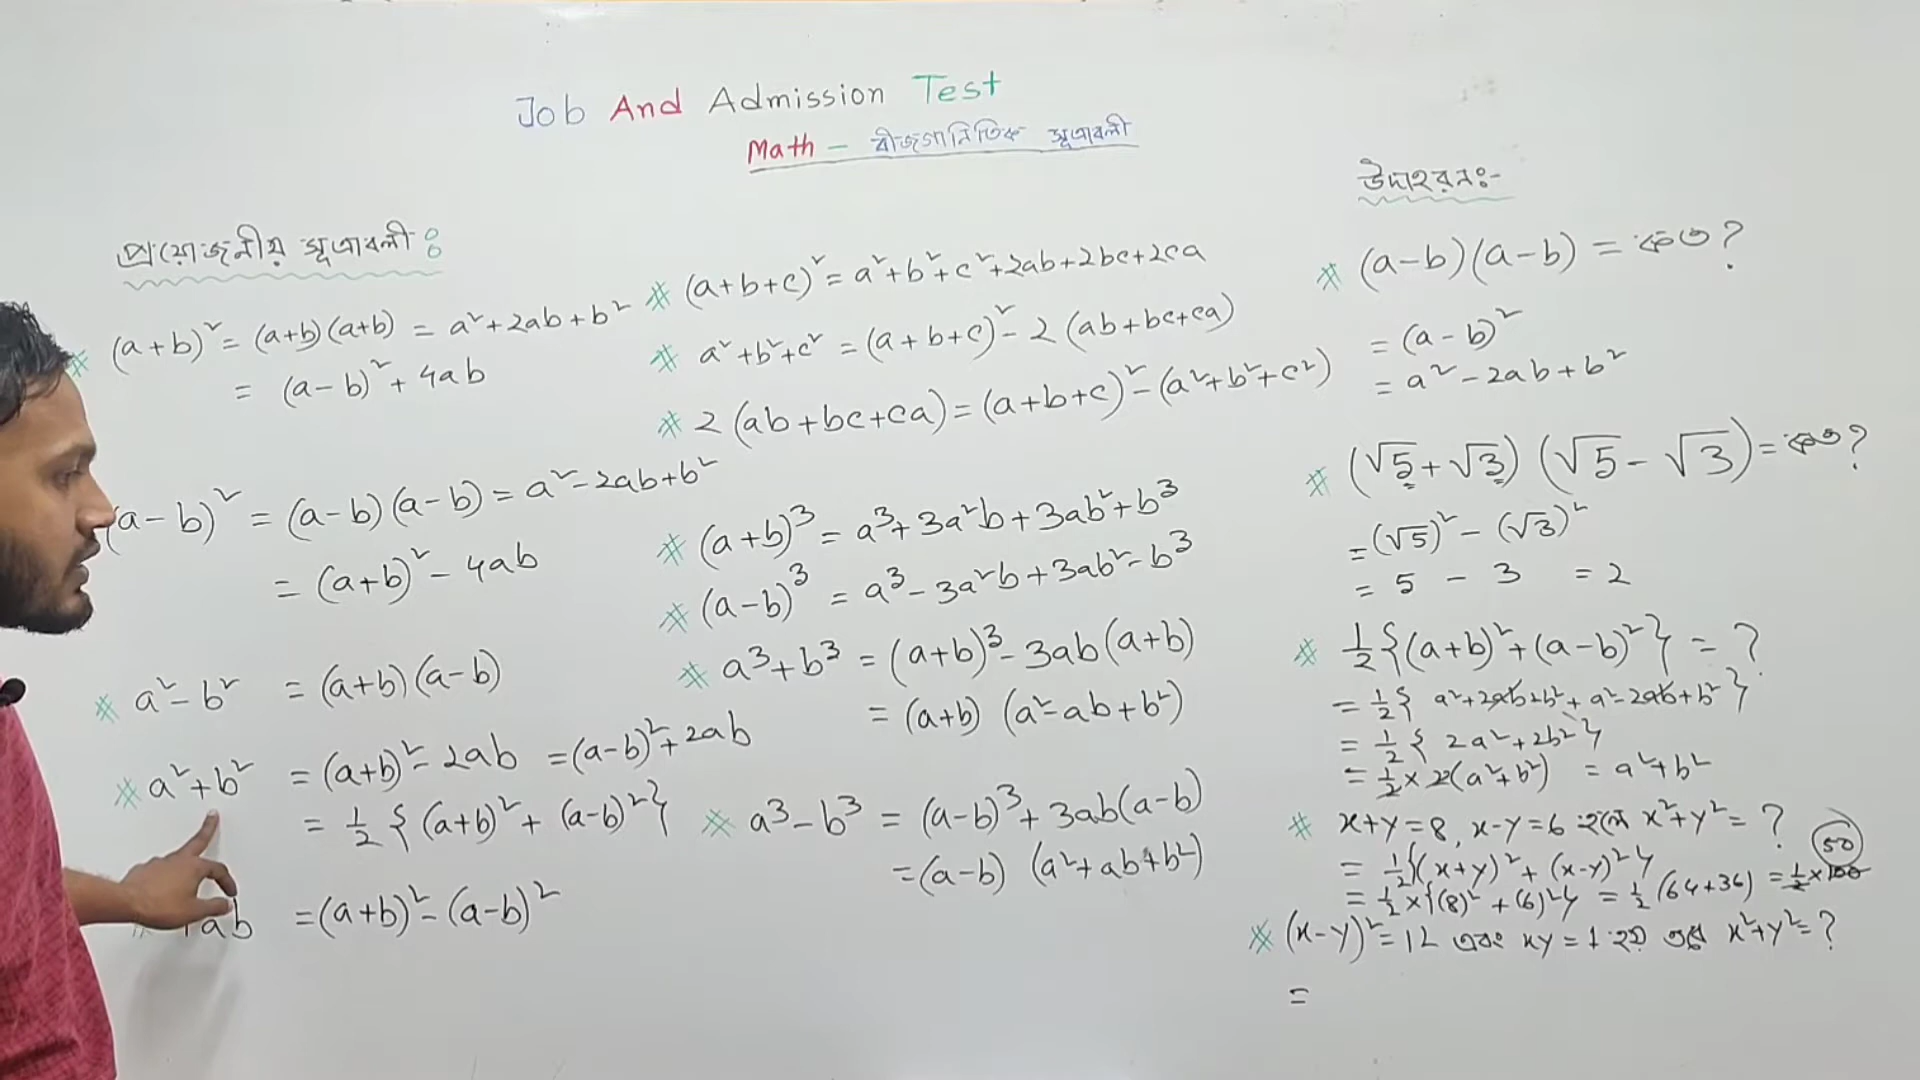 Job And Admission Test
Math - বীজগানিতিক সূত্রাবলী
প্রয়োজনীয় সূত্রাবলী :
(a+b)² = (a+b)(a+b) = a²+2ab+b²
= (a-b)² + 4ab
(a-b)² = (a-b)(a-b) = a²-2ab+b²
= (a+b)² - 4ab
* a²-b² = (a+b)(a-b)
* a²+b² = (a+b)²-2ab = (a-b)²+2ab
= 1/2 {(a+b)² + (a-b)²}
ab = (a+b)² - (a-b)²
* (a+b+c)² = a²+b²+c²+2ab+2bc+2ca
* a²+b²+c² = (a+b+c)² - 2(ab+bc+ca)
* 2(ab+bc+ca) = (a+b+c)² - (a²+b²+c²)
* (a+b)³ = a³+3a²b+3ab²+b³
* (a-b)³ = a³-3a²b+3ab²-b³
* a³+b³ = (a+b)³-3ab(a+b)
= (a+b) (a²-ab+b²)
* a³-b³ = (a-b)³+3ab(a-b)
= (a-b) (a²+ab+b²)
উদাহরনঃ-
* (a-b)(a-b) = কত?
= (a-b)²
= a²-2ab+b²
* (√5+√3) (√5-√3) = কত?
= (√5)² - (√3)²
= 5 - 3 = 2
* 1/2 {(a+b)²+(a-b)²} = ?
= 1/2 { a²+2ab+b²+a²-2ab+b² }
= 1/2 { 2a²+2b² }
= 1/2 × 2(a²+b²) = a²+b²
* x+y=8, x-y=6 হলে x²+y² = ?
= 1/2 {(x+y)² + (x-y)²}
= 1/2 × {(8)² + (6)²} = 1/2 (64+36) = 1/2 × 100 50
* (x-y)² = 12 এবং xy = 1 হয় তবে x²+y² = ?
=